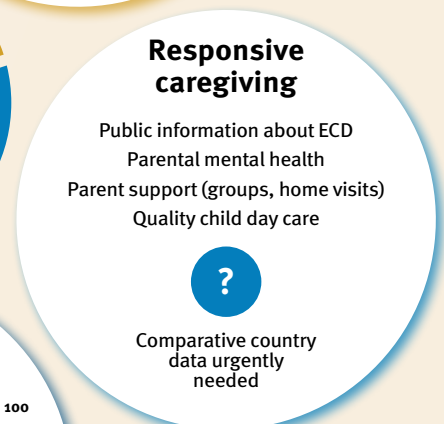 Responsive
caregiving
Public information about ECD
Parental mental health
Parent support (groups, home visits)
Quality child day care
?
Comparative country
data urgently
needed
100